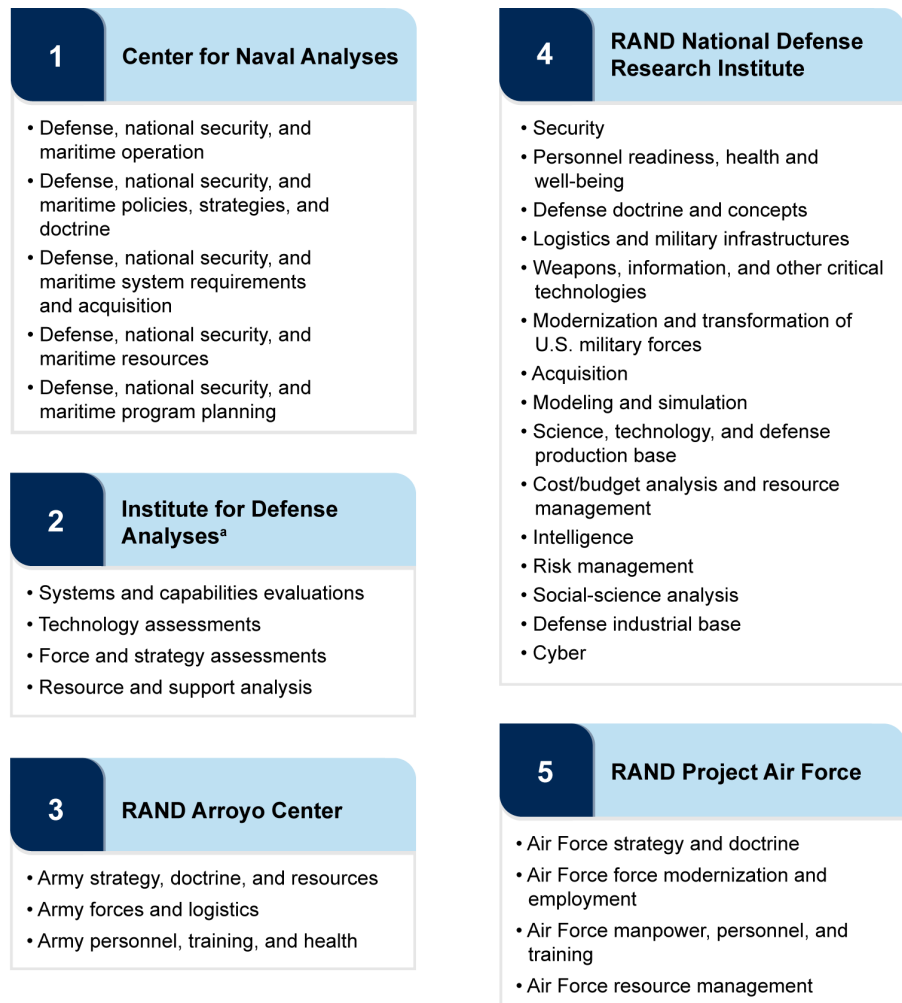 1
Center for Naval Analyses
• Defense, national security, and
maritime operation
• Defense, national security, and
maritime policies, strategies, and
doctrine
• Defense, national security, and
maritime system requirements
and acquisition
• Defense, national security, and
maritime resources
• Defense, national security, and
maritime program planning
2
Institute for Defense
Analysesᵃ
• Systems and capabilities evaluations
• Technology assessments
• Force and strategy assessments
• Resource and support analysis
3
RAND Arroyo Center
• Army strategy, doctrine, and resources
• Army forces and logistics
• Army personnel, training, and health
4
RAND National Defense
Research Institute
• Security
• Personnel readiness, health and
well-being
• Defense doctrine and concepts
• Logistics and military infrastructures
• Weapons, information, and other critical
technologies
• Modernization and transformation of
U.S. military forces
• Acquisition
• Modeling and simulation
• Science, technology, and defense
production base
• Cost/budget analysis and resource
management
• Intelligence
• Risk management
• Social-science analysis
• Defense industrial base
• Cyber
5
RAND Project Air Force
• Air Force strategy and doctrine
• Air Force force modernization and
employment
• Air Force manpower, personnel, and
training
• Air Force resource management